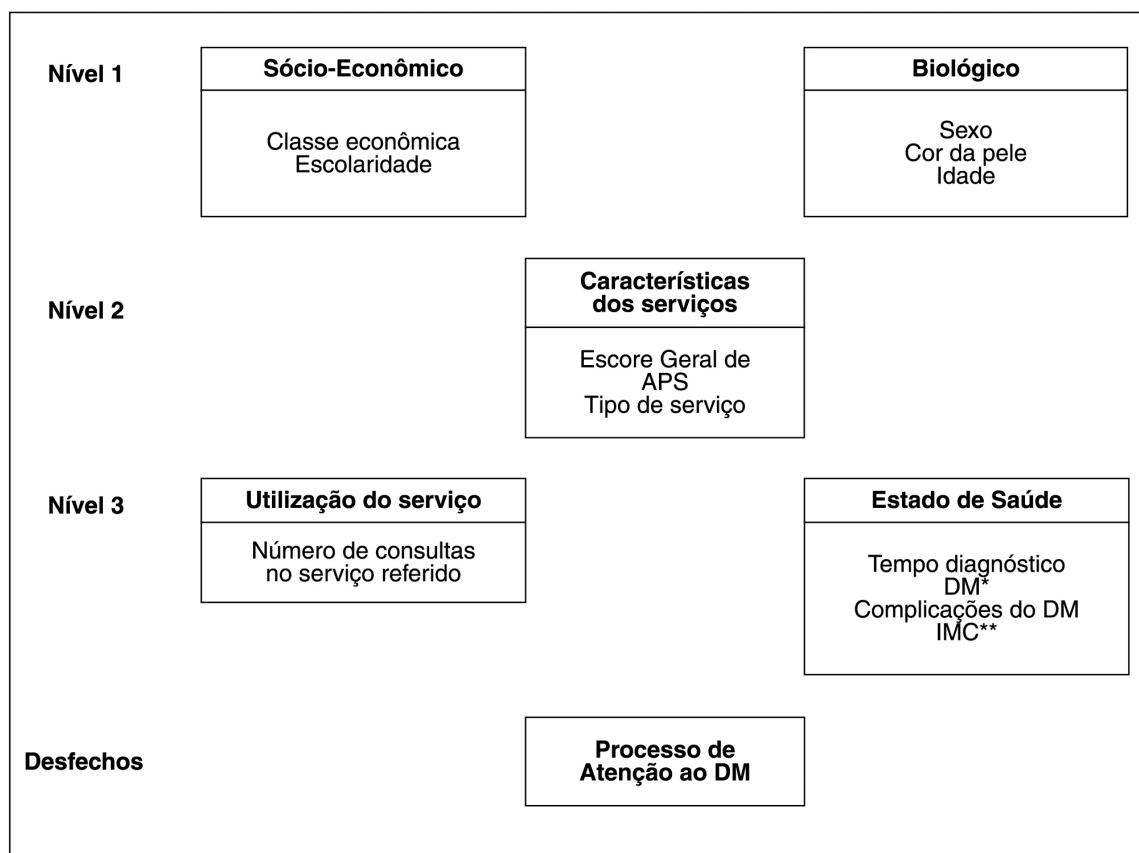 Nível 1
Sócio-Econômico
Classe econômica
Escolaridade
Biológico
Sexo
Cor da pele
Idade
Nível 2
Características
dos serviços
Escore Geral de
APS
Tipo de serviço
Nível 3
Utilização do serviço
Número de consultas
no serviço referido
Estado de Saúde
Tempo diagnóstico
DM*
Complicações do DM
IMC**
Desfechos
Processo de
Atenção ao DM